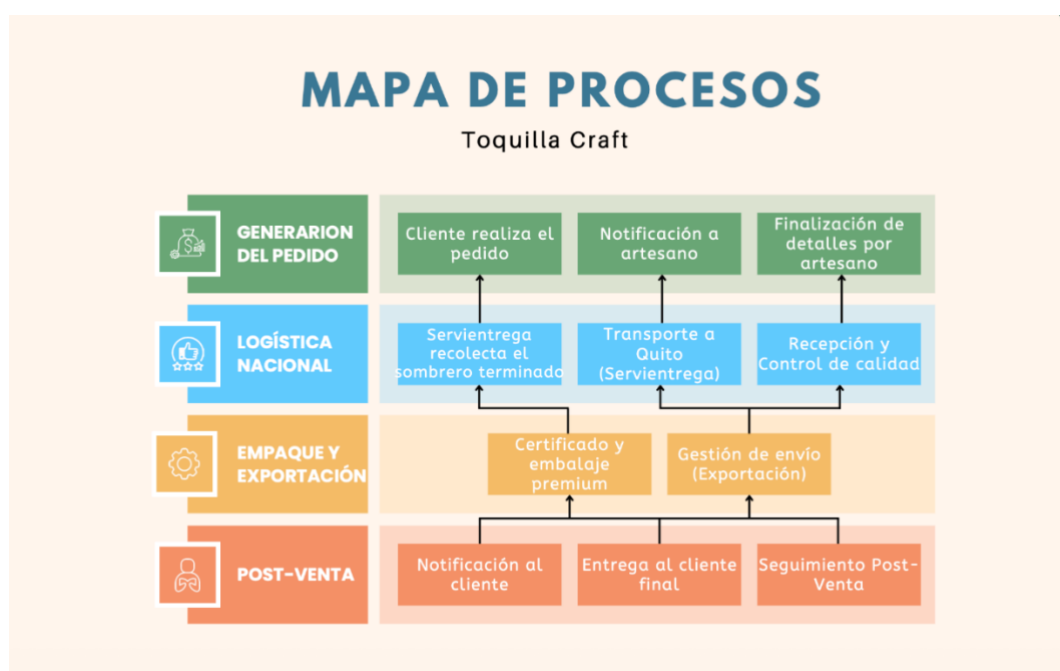 MAPA DE PROCESOS
Toquilla Craft
GENERARION
DEL PEDIDO
Cliente realiza el
pedido
Notificación a
artesano
Finalización de
detalles por
artesano
LOGÍSTICA
NACIONAL
Servientrega
recolecta el
sombrero terminado
Transporte a
Quito
(Servientrega)
Recepción y
Control de calidad
EMPAQUE Y
EXPORTACIÓN
Certificado y
embalaje
premium
Gestión de envío
(Exportación)
POST-VENTA
Notificación al
cliente
Entrega al cliente
final
Seguimiento Post-
Venta